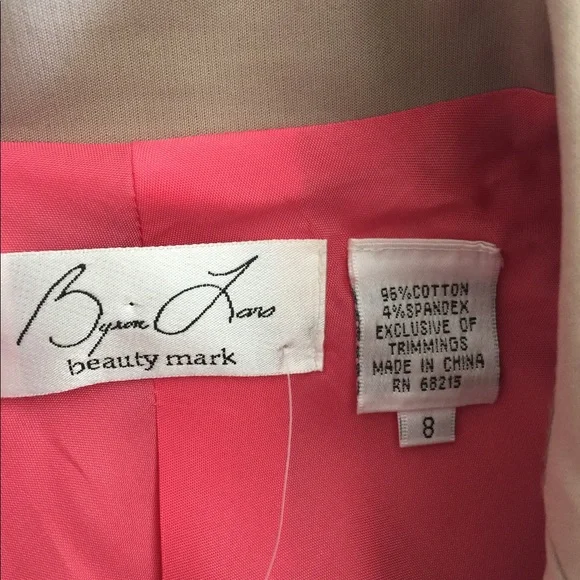 Byron Lars
beauty mark
96%COTTON
4%SPANDEX
EXCLUSIVE OF
TRIMMINGS
MADE IN CHINA
RN 68215
8